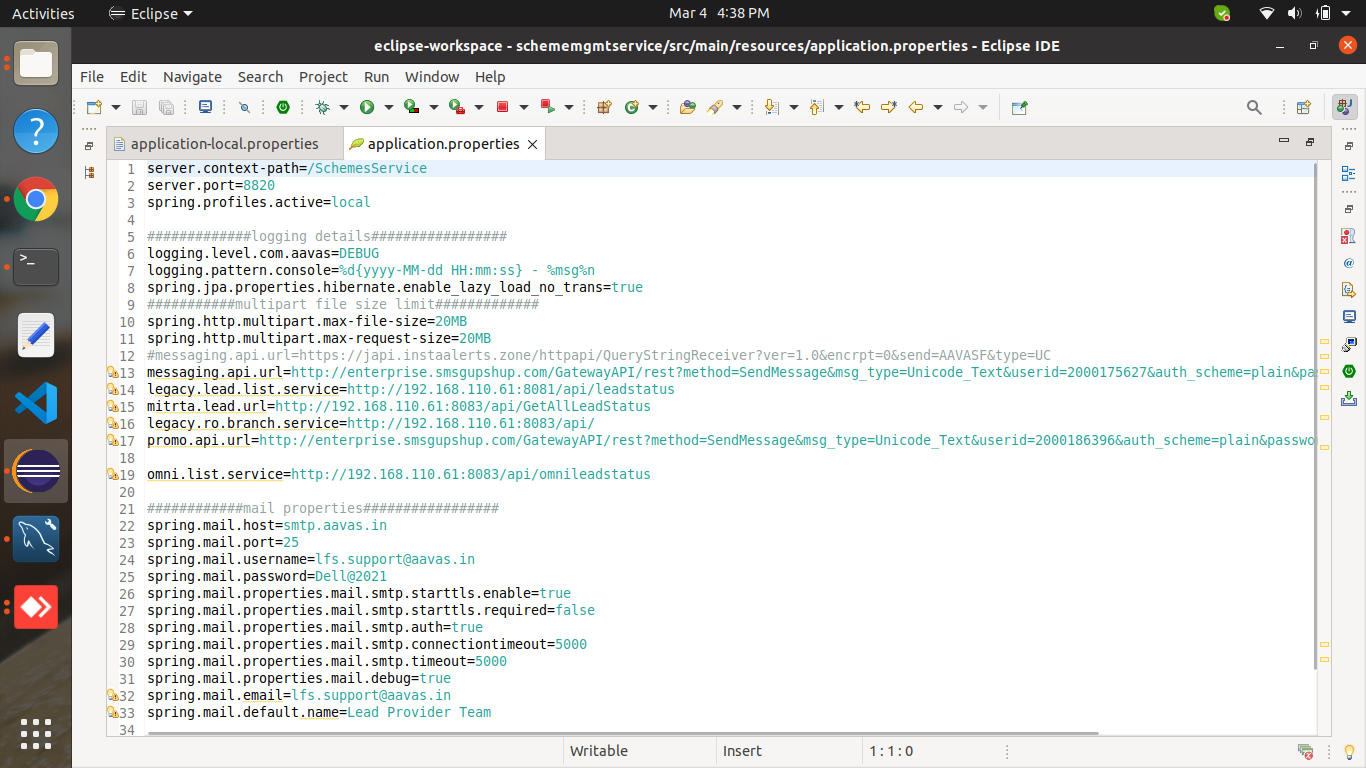 Activities Eclipse Mar 4 4:38 PM
eclipse-workspace - schememgmtservice/src/main/resources/application.properties - Eclipse IDE
File Edit Navigate Search Project Run Window Help
application-local.properties application.properties
1 server.context-path=/SchemesService
2 server.port=8820
3 spring.profiles.active=local
4
5 #############logging details#################
6 logging.level.com.aavas=DEBUG
7 logging.pattern.console=%d{yyyy-MM-dd HH:mm:ss} - %msg%n
8 spring.jpa.properties.hibernate.enable_lazy_load_no_trans=true
9 ###########multipart file size limit#############
10 spring.http.multipart.max-file-size=20MB
11 spring.http.multipart.max-request-size=20MB
12 #messaging.api.url=https://japi.instaalerts.zone/httpapi/QueryStringReceiver?ver=1.0&encrpt=0&send=AAVASF&type=UC
13 messaging.api.url=http://enterprise.smsgupshup.com/GatewayAPI/rest?method=SendMessage&msg_type=Unicode_Text&userid=2000175627&auth_scheme=plain&pas
14 legacy.lead.list.service=http://192.168.110.61:8081/api/leadstatus
15 mitrta.lead.url=http://192.168.110.61:8083/api/GetAllLeadStatus
16 legacy.ro.branch.service=http://192.168.110.61:8083/api/
17 promo.api.url=http://enterprise.smsgupshup.com/GatewayAPI/rest?method=SendMessage&msg_type=Unicode_Text&userid=2000186396&auth_scheme=plain&passwo
18
19 omni.list.service=http://192.168.110.61:8083/api/omnileadstatus
20
21 ############mail properties#################
22 spring.mail.host=smtp.aavas.in
23 spring.mail.port=25
24 spring.mail.username=lfs.support@aavas.in
25 spring.mail.password=Dell@2021
26 spring.mail.properties.mail.smtp.starttls.enable=true
27 spring.mail.properties.mail.smtp.starttls.required=false
28 spring.mail.properties.mail.smtp.auth=true
29 spring.mail.properties.mail.smtp.connectiontimeout=5000
30 spring.mail.properties.mail.smtp.timeout=5000
31 spring.mail.properties.mail.debug=true
32 spring.mail.email=lfs.support@aavas.in
33 spring.mail.default.name=Lead Provider Team
34
Writable Insert 1 : 1 : 0